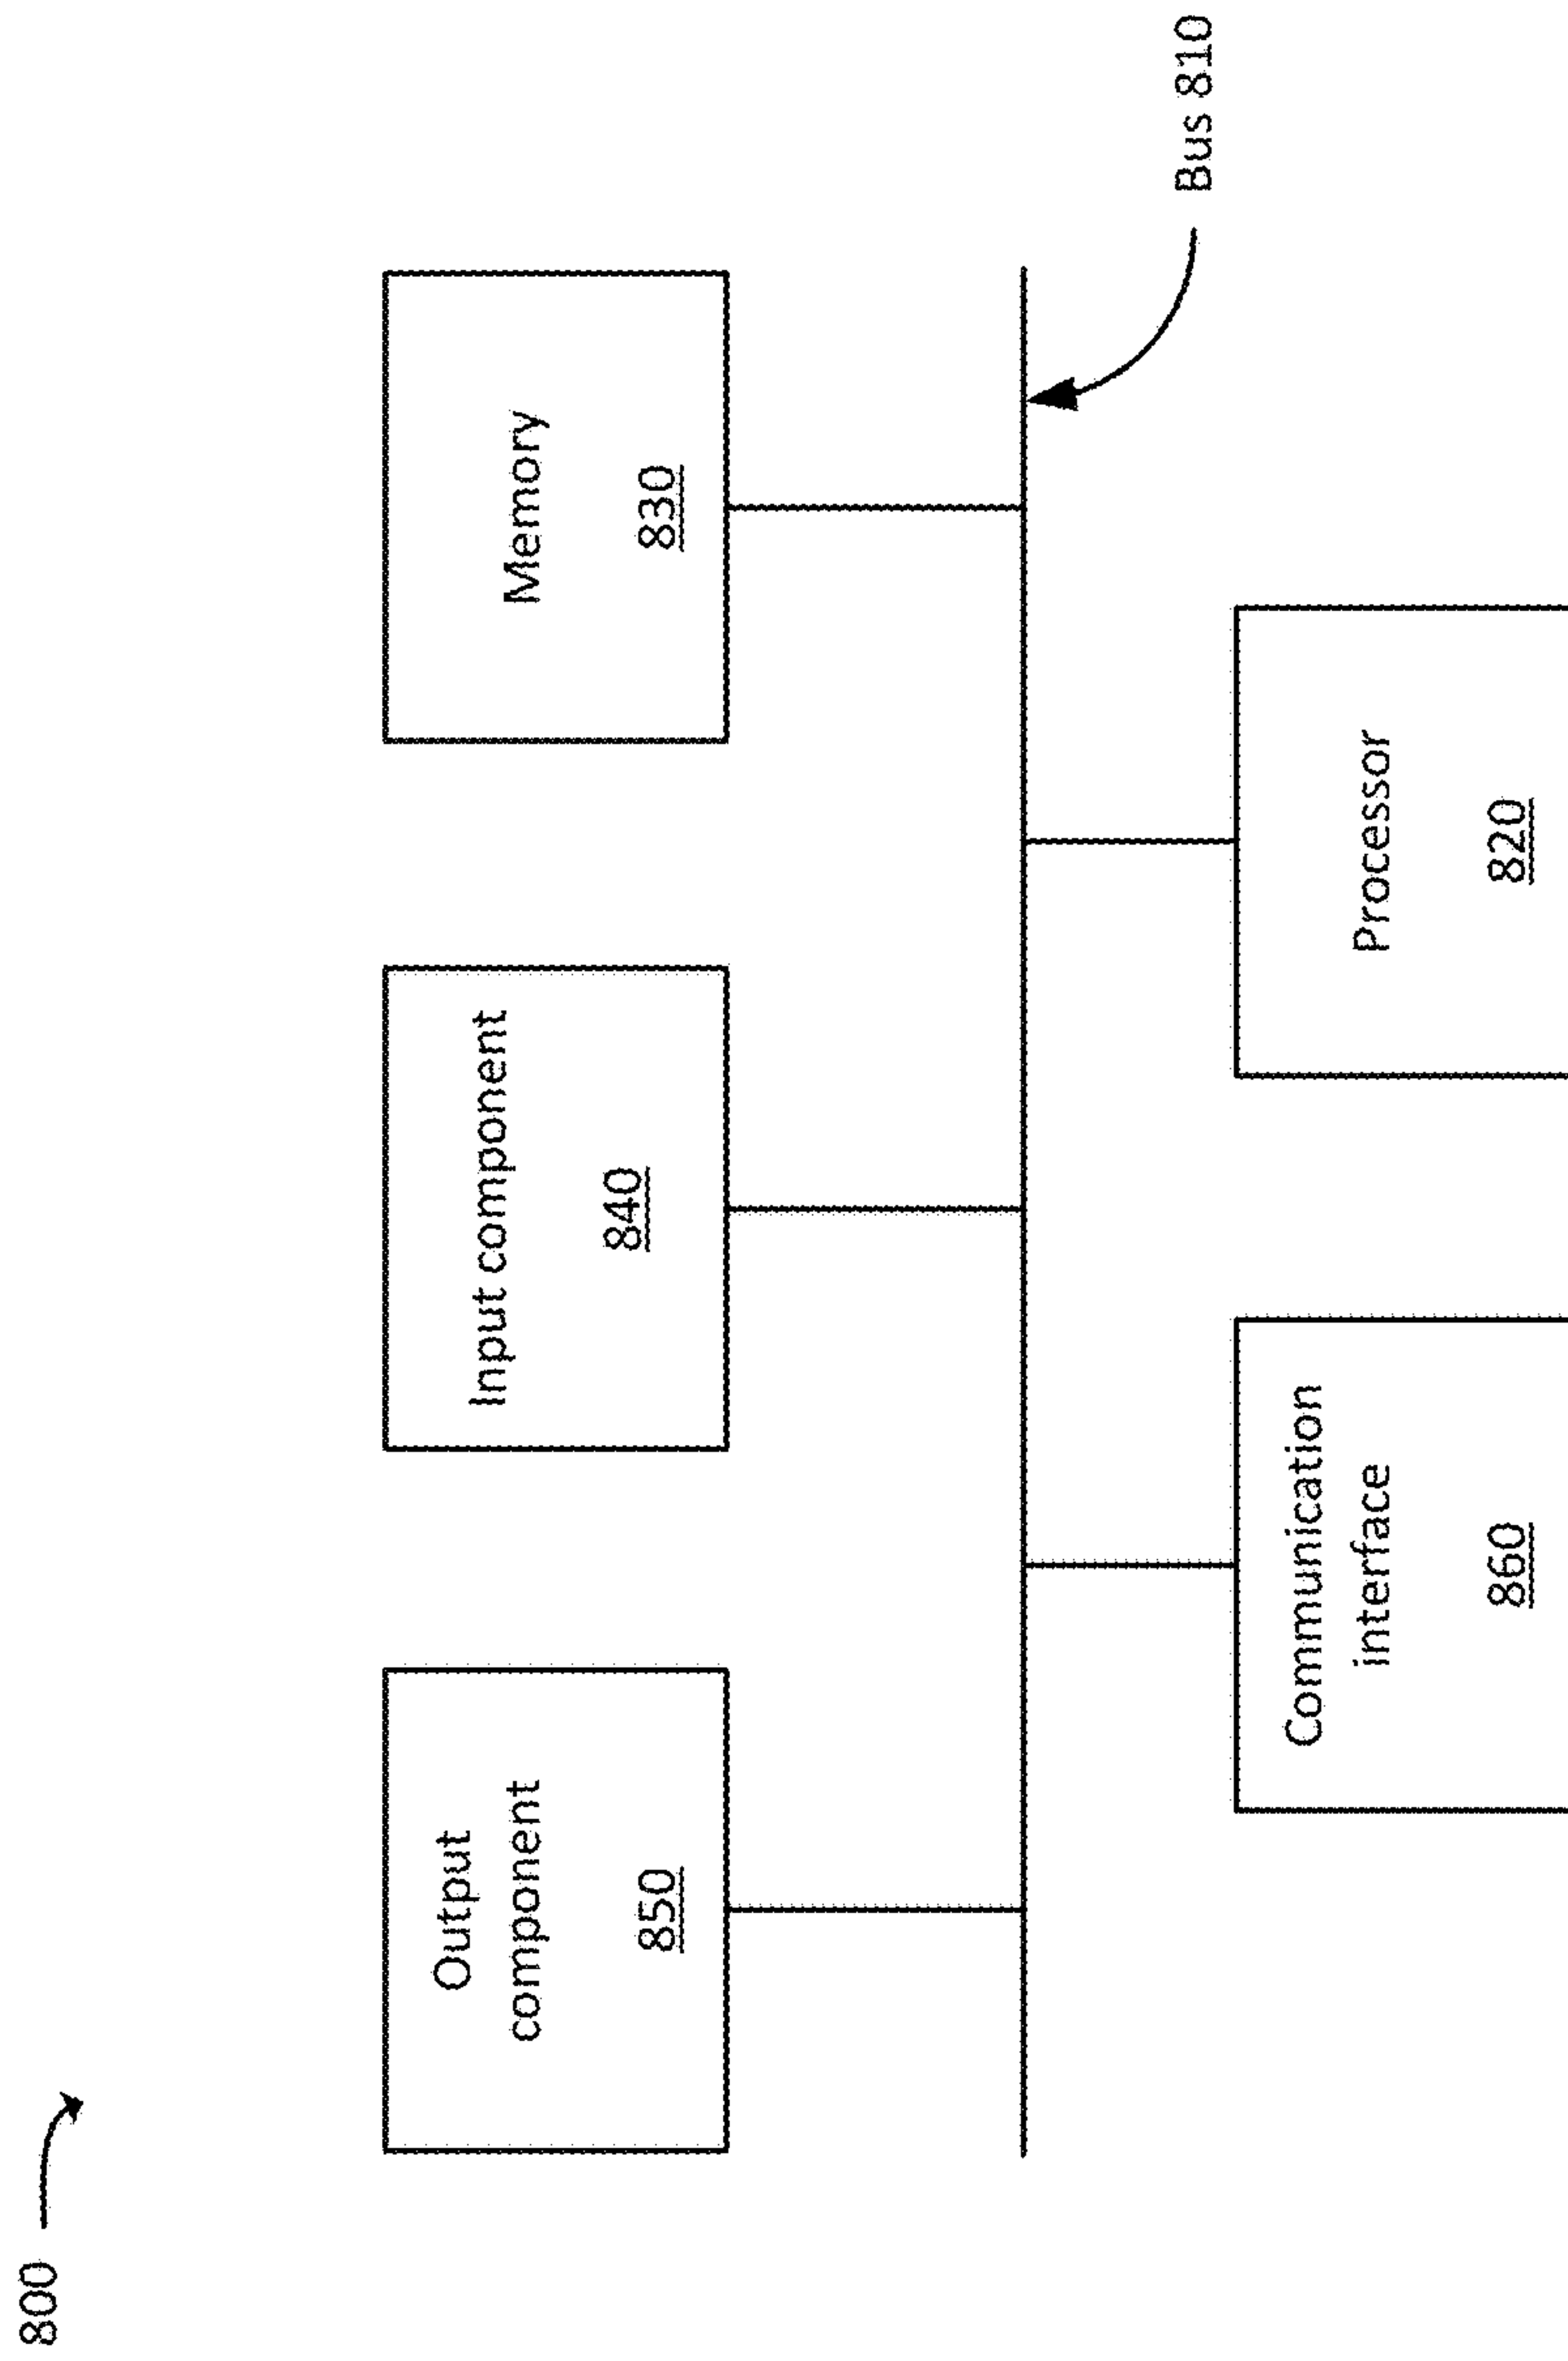 800
Output
component
850
Input component
840
Memory
830
Bus 810
Communication
interface
860
Processor
820